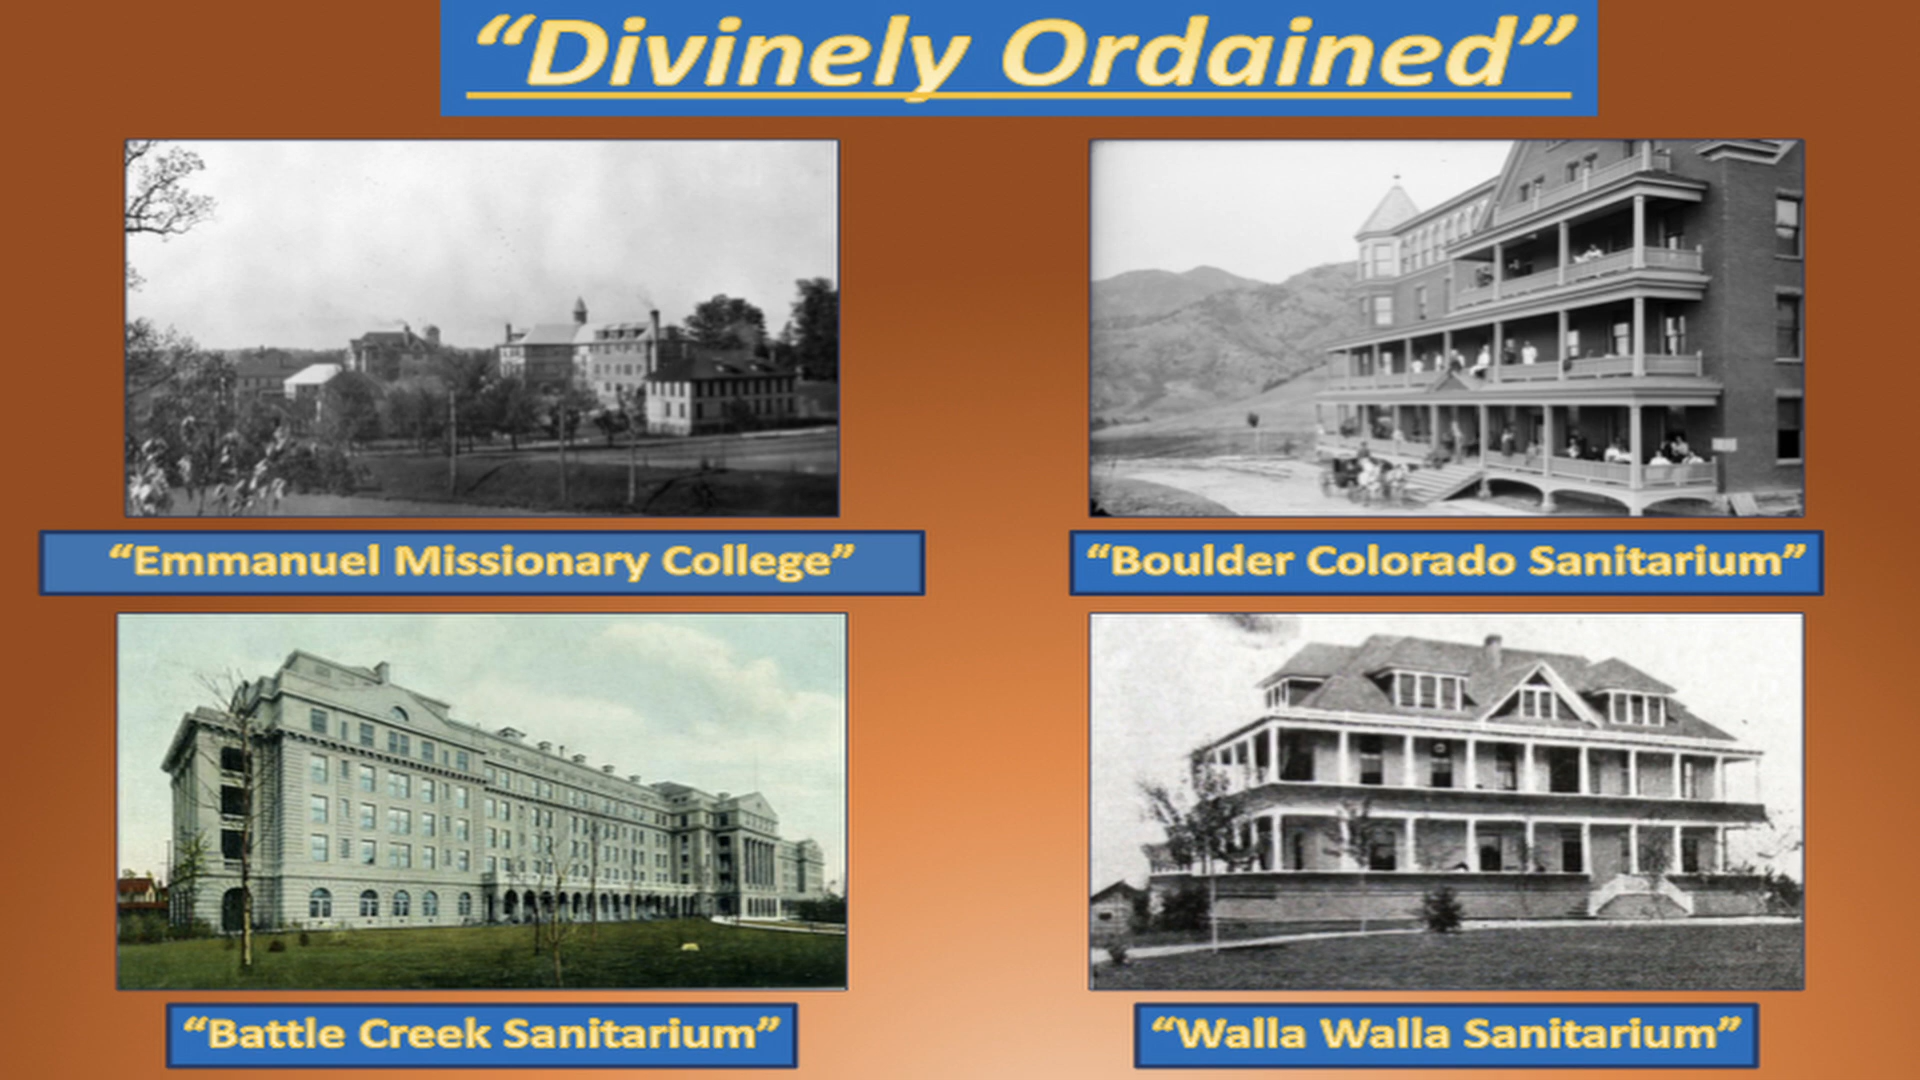 “Divinely Ordained”
“Emmanuel Missionary College”
“Boulder Colorado Sanitarium”
“Battle Creek Sanitarium”
“Walla Walla Sanitarium”